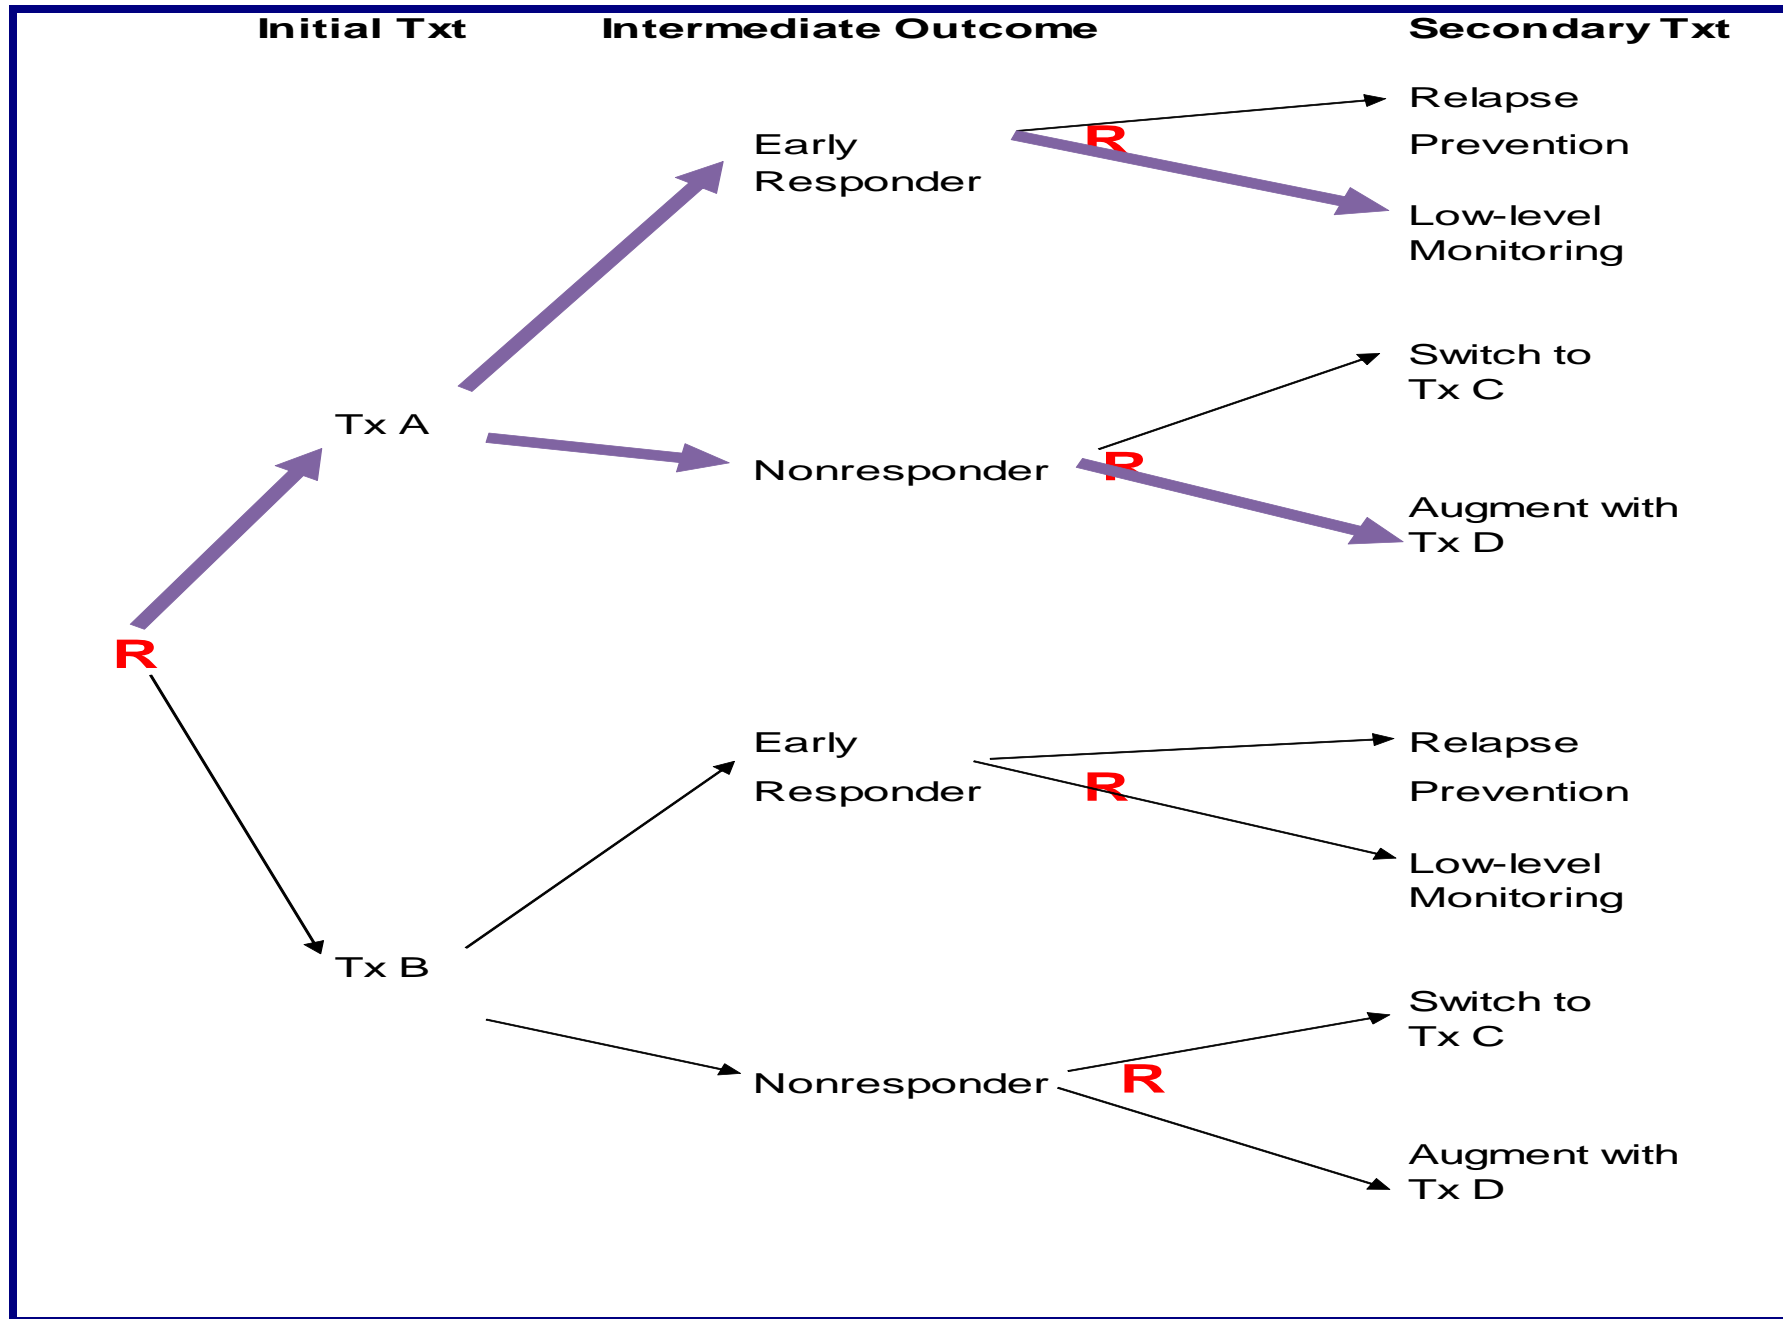 Initial Txt
Intermediate Outcome
Secondary Txt
Relapse
Prevention
R
Early
Responder
Low-level
Monitoring
Switch to
Tx C
Tx A
Nonresponder
R
Augment with
Tx D
R
Early
Responder
R
Relapse
Prevention
Low-level
Monitoring
Tx B
Switch to
Tx C
Nonresponder
R
Augment with
Tx D